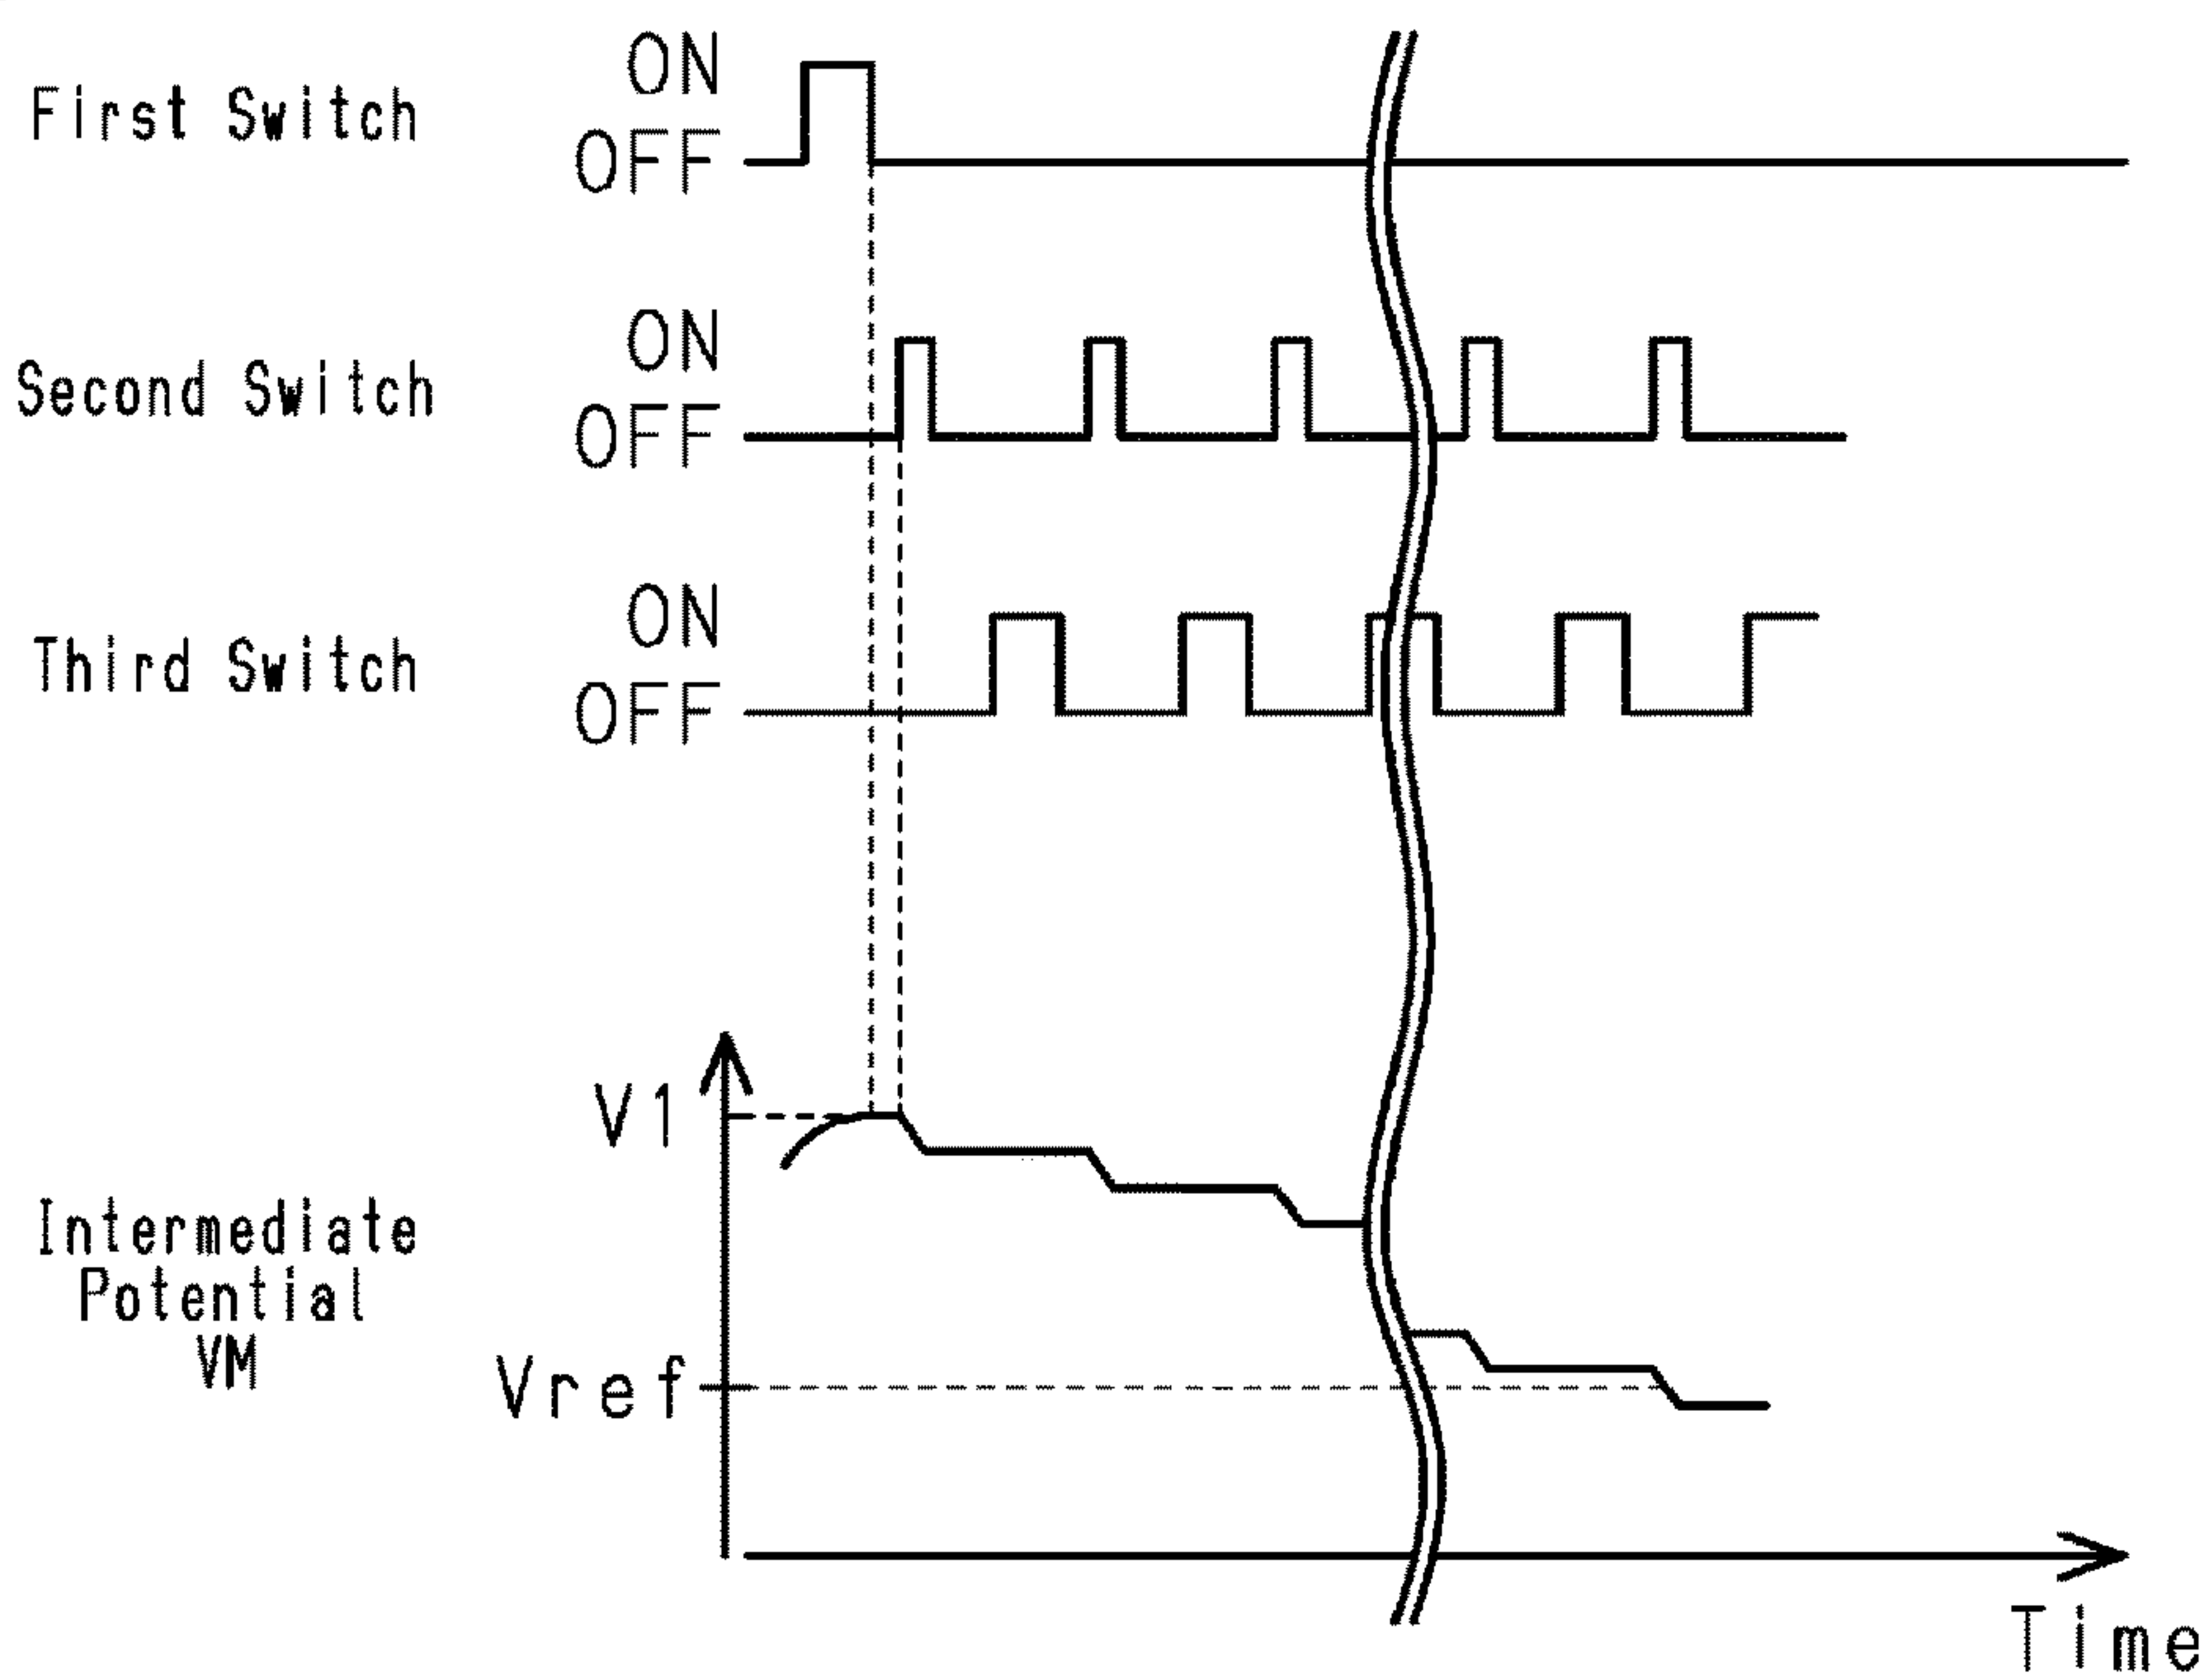 ON
First Switch
OFF
ON
Second Switch
OFF
ON
Third Switch
OFF
V1
Intermediate
Potential
VM
Vref
Time